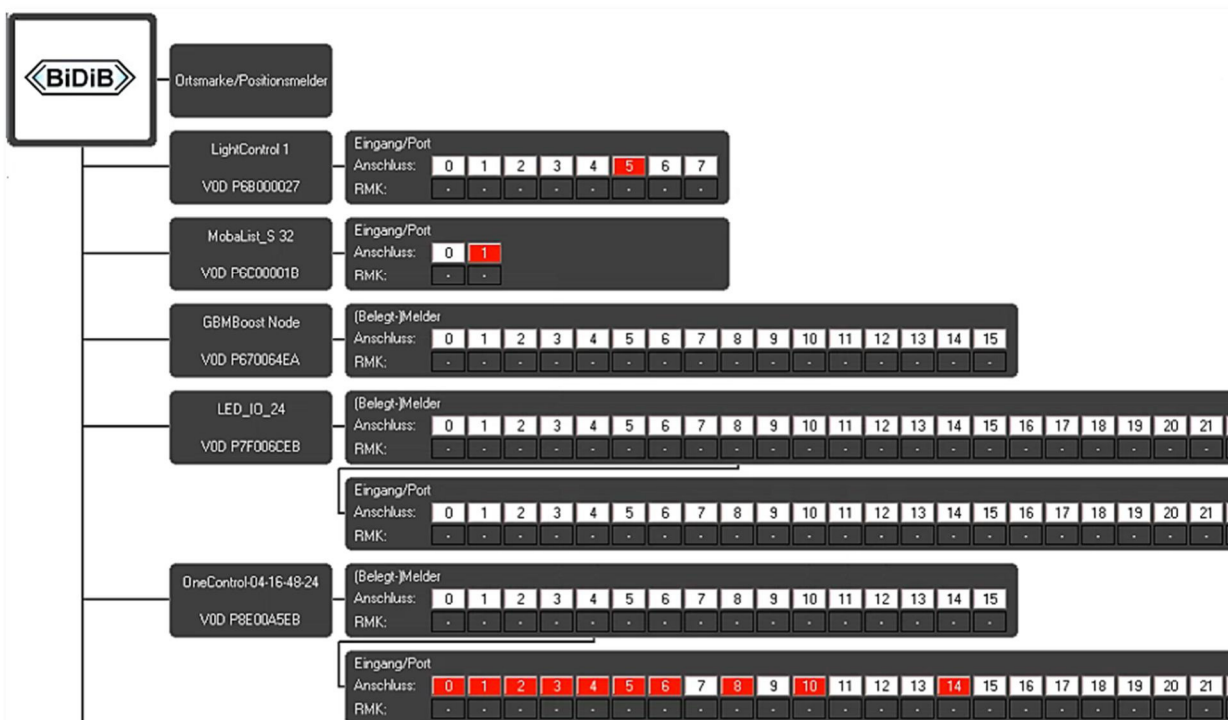 BiDiB
Ortsmarke/Positionsmelder
LightControl 1
V0D P6B000027
Eingang/Port
Anschluss: 0 1 2 3 4 5 6 7
RMK: - - - - - - - -
MobaList_S 32
V0D P6C00001B
Eingang/Port
Anschluss: 0 1
RMK: - -
GBMBoost Node
V0D P670064EA
(Belegt-)Melder
Anschluss: 0 1 2 3 4 5 6 7 8 9 10 11 12 13 14 15
RMK: - - - - - - - - - - - - - - - -
LED_IO_24
V0D P7F006CEB
(Belegt-)Melder
Anschluss: 0 1 2 3 4 5 6 7 8 9 10 11 12 13 14 15 16 17 18 19 20 21
RMK: - - - - - - - - - - - - - - - - - - - - - -
Eingang/Port
Anschluss: 0 1 2 3 4 5 6 7 8 9 10 11 12 13 14 15 16 17 18 19 20 21
RMK: - - - - - - - - - - - - - - - - - - - - - -
OneControl-04-16-48-24
V0D P8E00A5EB
(Belegt-)Melder
Anschluss: 0 1 2 3 4 5 6 7 8 9 10 11 12 13 14 15
RMK: - - - - - - - - - - - - - - - -
Eingang/Port
Anschluss: 0 1 2 3 4 5 6 7 8 9 10 11 12 13 14 15 16 17 18 19 20 21
RMK: - - - - - - - - - - - - - - - - - - - - - -